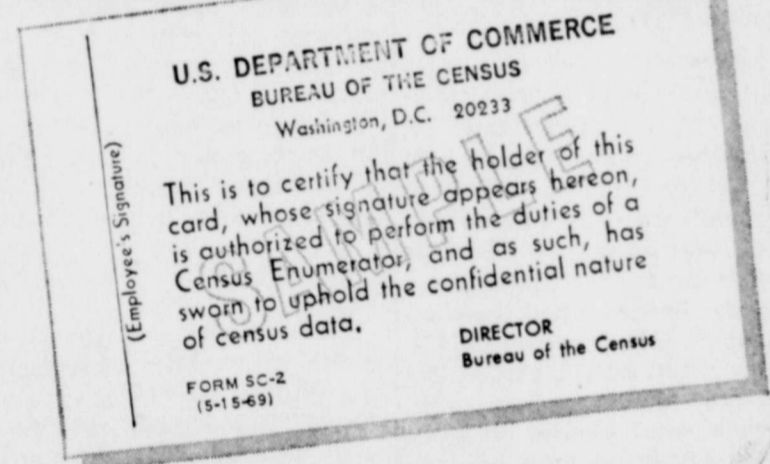 U.S. DEPARTMENT OF COMMERCE
BUREAU OF THE CENSUS
Washington, D.C. 20233
This is to certify that the holder of this
card, whose signature appears hereon,
is authorized to perform the duties of a
Census Enumerator, and as such, has
sworn to uphold the confidential nature
of census data.
DIRECTOR
Bureau of the Census
FORM SC-2
(5-15-69)
(Employee's Signature)
SAMPLE